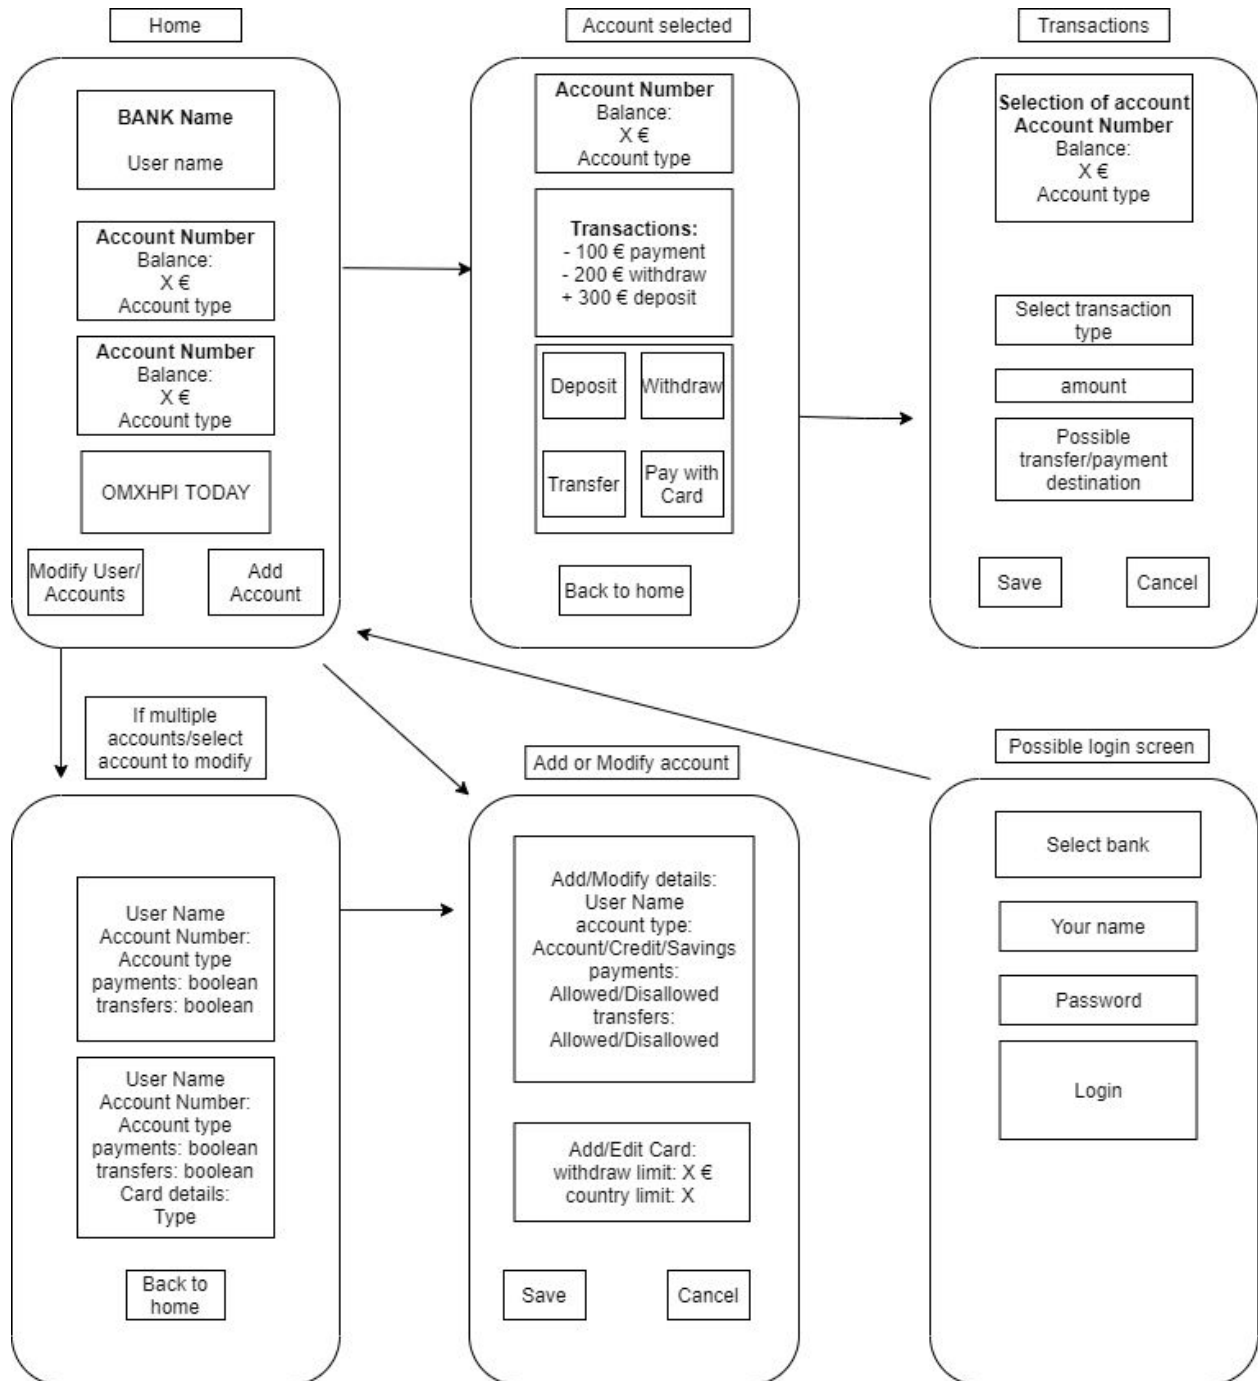 Home
BANK Name
User name
Account Number
Balance:
X €
Account type
Account Number
Balance:
X €
Account type
OMXHPI TODAY
Modify User/
Accounts
Add
Account
Account selected
Account Number
Balance:
X €
Account type
Transactions:
- 100 € payment
- 200 € withdraw
+ 300 € deposit
Deposit
Withdraw
Transfer
Pay with
Card
Back to home
Transactions
Selection of account
Account Number
Balance:
X €
Account type
Select transaction
type
amount
Possible
transfer/payment
destination
Save
Cancel
If multiple
accounts/select
account to modify
User Name
Account Number:
Account type
payments: boolean
transfers: boolean
User Name
Account Number:
Account type
payments: boolean
transfers: boolean
Card details:
Type
Back to
home
Add or Modify account
Add/Modify details:
User Name
account type:
Account/Credit/Savings
payments:
Allowed/Disallowed
transfers:
Allowed/Disallowed
Add/Edit Card:
withdraw limit: X €
country limit: X
Save
Cancel
Possible login screen
Select bank
Your name
Password
Login